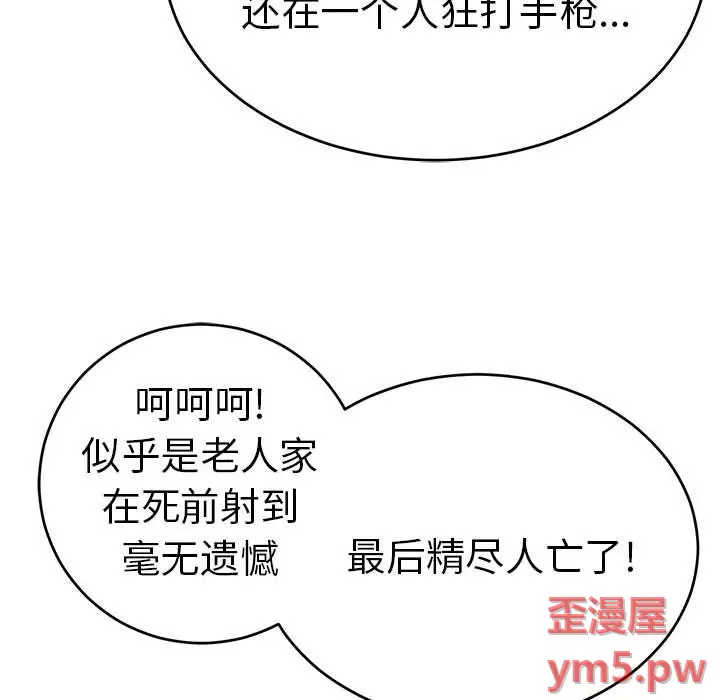 还在一个人狂打手枪...
呵呵呵!
似乎是老人家
在死前射到
毫无遗憾
最后精尽人亡了!
歪漫屋
ym5.pw